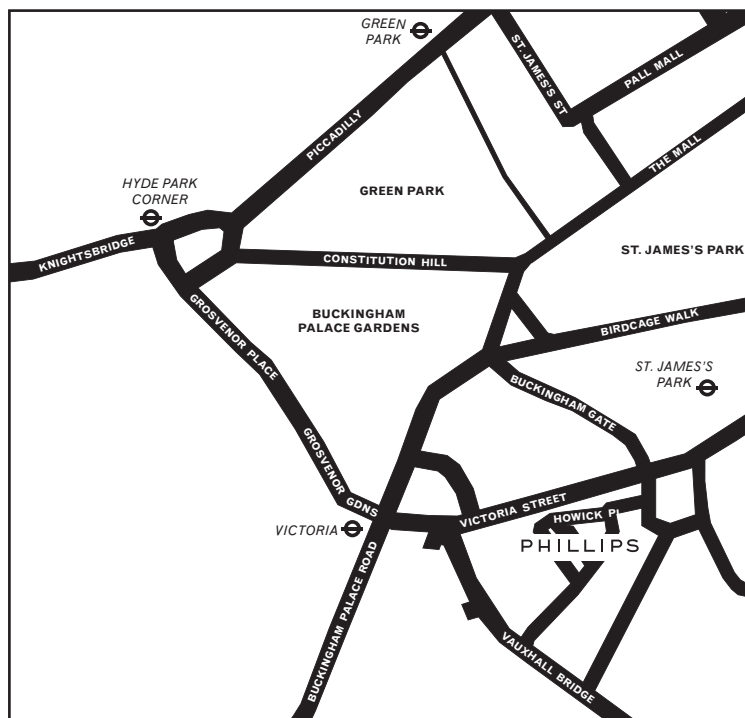 GREEN
PARK
ST. JAMES'S ST
PALL MALL
PICCADILLY
THE MALL
HYDE PARK
CORNER
GREEN PARK
KNIGHTSBRIDGE
CONSTITUTION HILL
ST. JAMES'S PARK
GROSVENOR PLACE
BUCKINGHAM
PALACE GARDENS
BIRDCAGE WALK
ST. JAMES'S
PARK
BUCKINGHAM GATE
GROSVENOR
GDNS
VICTORIA STREET
HOWICK PL
VICTORIA
PHILLIPS
BUCKINGHAM PALACE ROAD
VAUXHALL BRIDGE